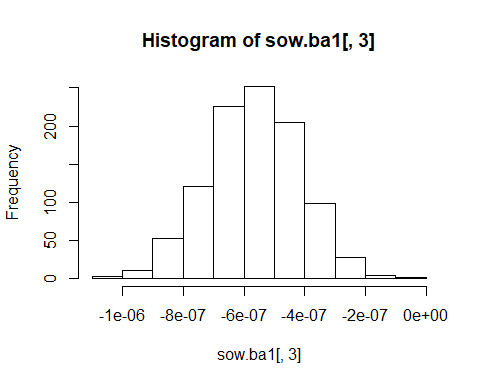 Histogram of sow.ba1[, 3]
Frequency
200
100
50
0
-1e-06 -8e-07 -6e-07 -4e-07 -2e-07 0e+00
sow.ba1[, 3]